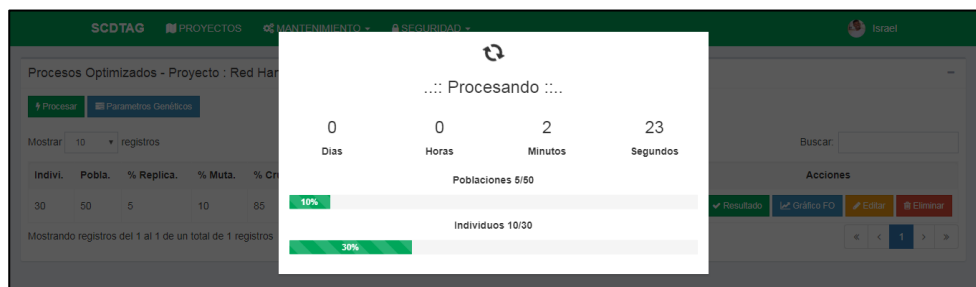 SCDTAG PROYECTOS MANTENIMIENTO SEGURIDAD Israel
Procesos Optimizados - Proyecto : Red Har
..:: Procesando ::..
Procesar Parametros Genéticos
0 0 2 23
Dias Horas Minutos Segundos
Mostrar 10 registros Buscar:
Poblaciones 5/50
Indivi. Pobla. % Replica. % Muta. % Cr Acciones
10%
30 50 5 10 85 Resultado Gráfico FO Editar Eliminar
Individuos 10/30
Mostrando registros del 1 al 1 de un total de 1 registros « < 1 > »
30%